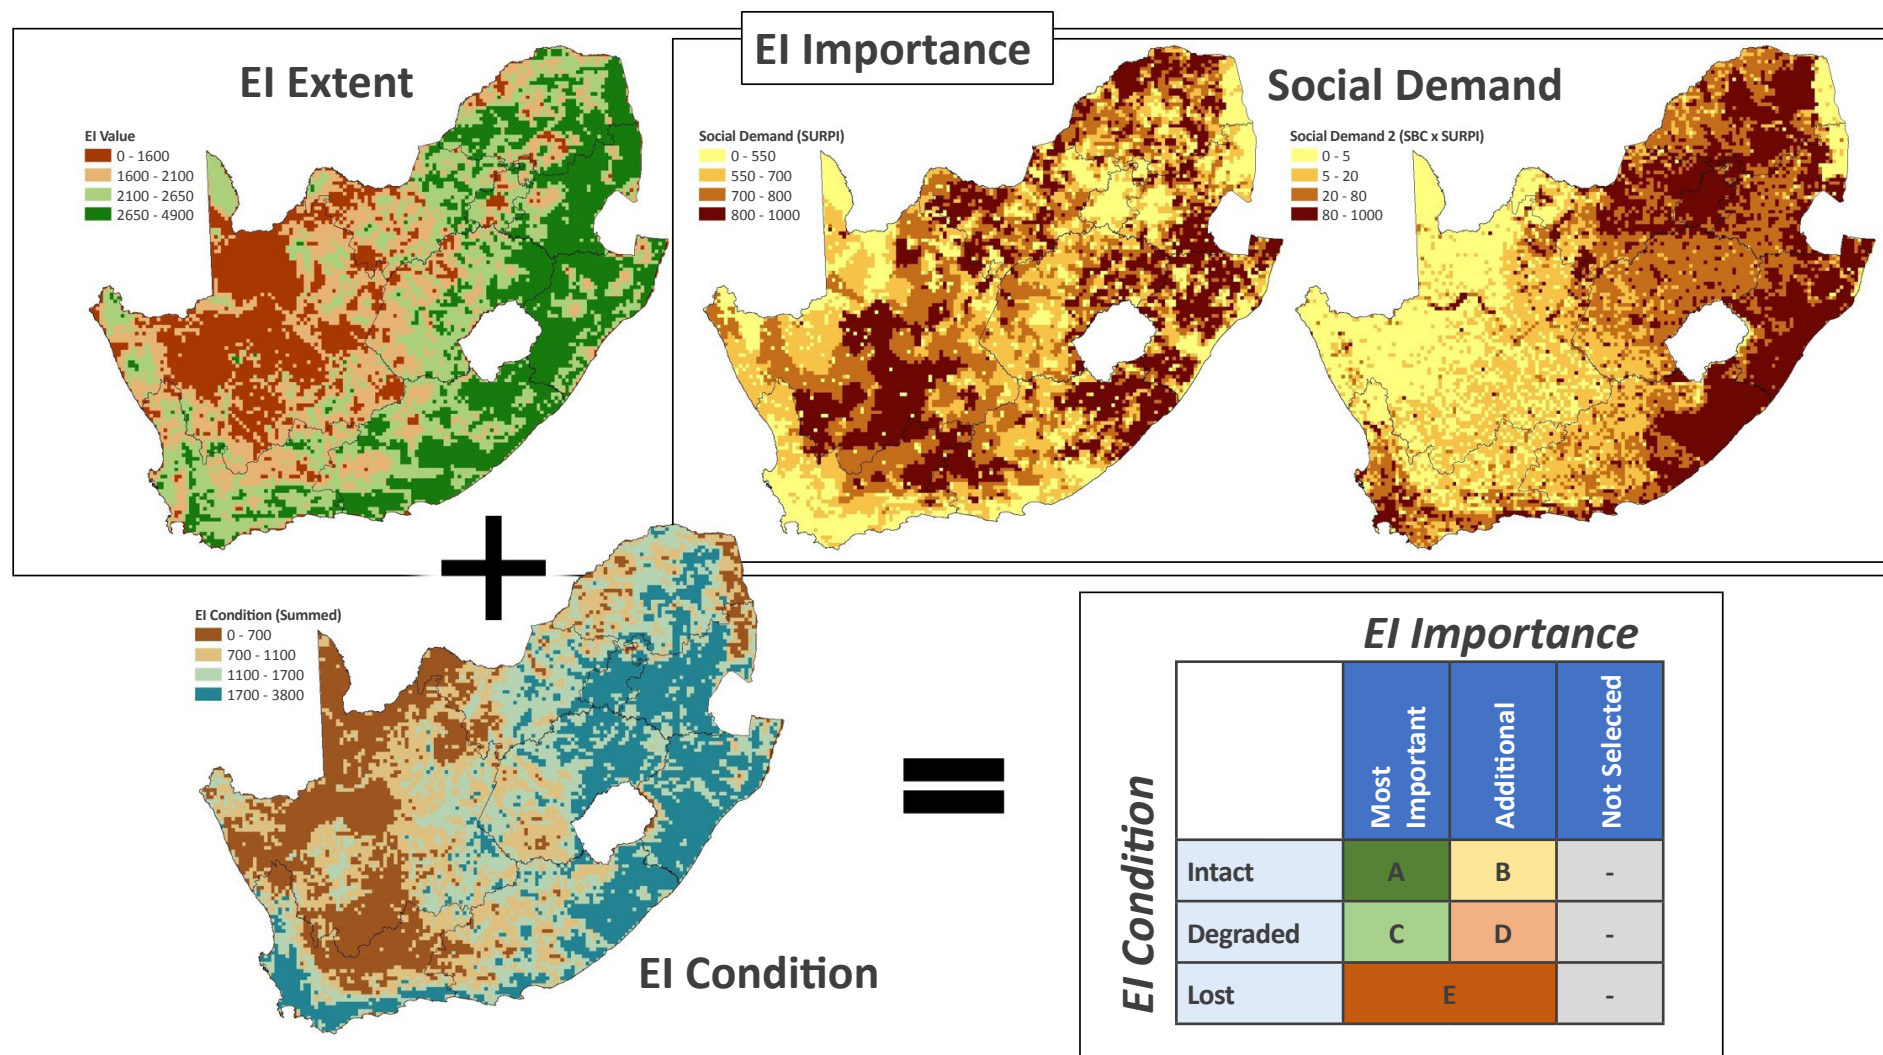 EI Importance
EI Extent
EI Value
0 - 1600
1600 - 2100
2100 - 2650
2650 - 4900
Social Demand
Social Demand (SURPI)
0 - 550
550 - 700
700 - 800
800 - 1000
Social Demand 2 (SBC x SURPI)
0 - 5
5 - 20
20 - 80
80 - 1000
+
EI Condition (Summed)
0 - 700
700 - 1100
1100 - 1700
1700 - 3800
EI Condition
=
EI Importance
EI Condition
Most
Important
Additional
Not Selected
Intact
A
B
-
Degraded
C
D
-
Lost
E
-